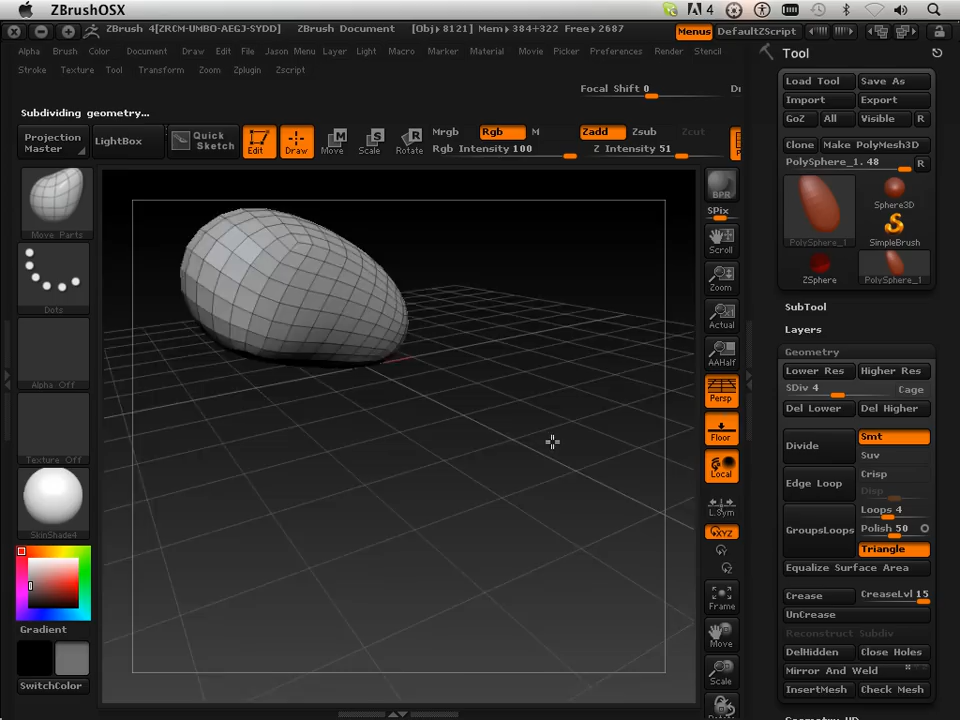 ZBrushOSX
4
ZBrush 4[ZRCM-UMBO-AEGJ-SYDD]
ZBrush Document
[Obj▸8121] Mem▸384+322 Free▸2687
Menus
DefaultZScript
Alpha Brush Color Document Draw Edit File Jason Menu Layer Light Macro Marker Material Movie Picker Preferences Render Stencil
Stroke Texture Tool Transform Zoom Zplugin Zscript
Focal Shift 0
Subdividing geometry...
Projection Master
LightBox
Quick Sketch
Edit
Draw
Move
Scale
Rotate
Mrgb Rgb M
Rgb Intensity 100
Zadd Zsub Zcut
Z Intensity 51
Move Parts
Dots
Alpha Off
Texture Off
SkinShade4
Gradient
SwitchColor
BPR
SPix
Scroll
Zoom
Actual
AAHalf
Persp
Floor
Local
L.Sym
XYZ
Frame
Move
Scale
Tool
Load Tool Save As
Import Export
GoZ All Visible R
Clone Make PolyMesh3D
PolySphere_1. 48 R
PolySphere_1
Sphere3D
SimpleBrush
ZSphere
PolySphere_1
SubTool
Layers
Geometry
Lower Res Higher Res
SDiv 4 Cage
Del Lower Del Higher
Divide
Smt
Suv
Edge Loop
Crisp
Disp
GroupsLoops
Loops 4
Polish 50
Triangle
Equalize Surface Area
Crease CreaseLvl 15
UnCrease
Reconstruct Subdiv
DelHidden Close Holes
Mirror And Weld
InsertMesh Check Mesh